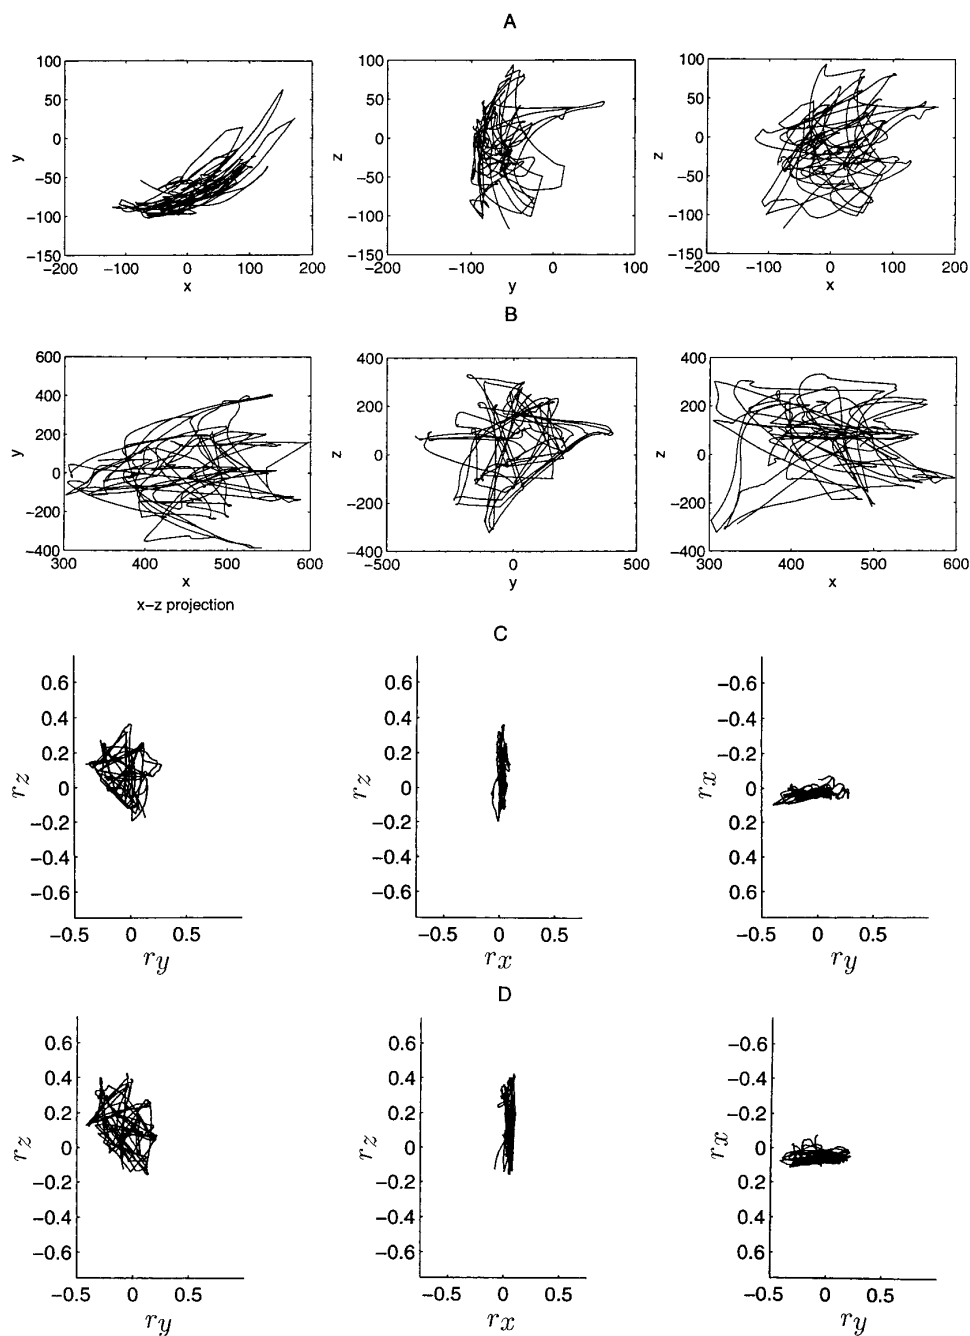 A
100 100 100
50 50 50
y 0 z 0 z 0
−50 −50 −50
−100 −100 −100
−150 −150 −150
−200 −100 0 100 200 −200 −100 0 100 −200 −100 0 100 200
x y x
B
600 400 400
400 200 200
y 200 z 0 z 0
0
−200 −200 −200
−400 −400 −400
300 400 500 600 −500 0 500 300 400 500 600
x y x
x−z projection
C
0.6 0.6 −0.6
0.4 0.4 −0.4
0.2 0.2 −0.2
rz 0 rz 0 rx 0
−0.2 −0.2 0.2
−0.4 −0.4 0.4
−0.6 −0.6 0.6
−0.5 0 0.5 −0.5 0 0.5 −0.5 0 0.5
ry rx ry
D
0.6 0.6 −0.6
0.4 0.4 −0.4
0.2 0.2 −0.2
rz 0 rz 0 rx 0
−0.2 −0.2 0.2
−0.4 −0.4 0.4
−0.6 −0.6 0.6
−0.5 0 0.5 −0.5 0 0.5 −0.5 0 0.5
ry rx ry